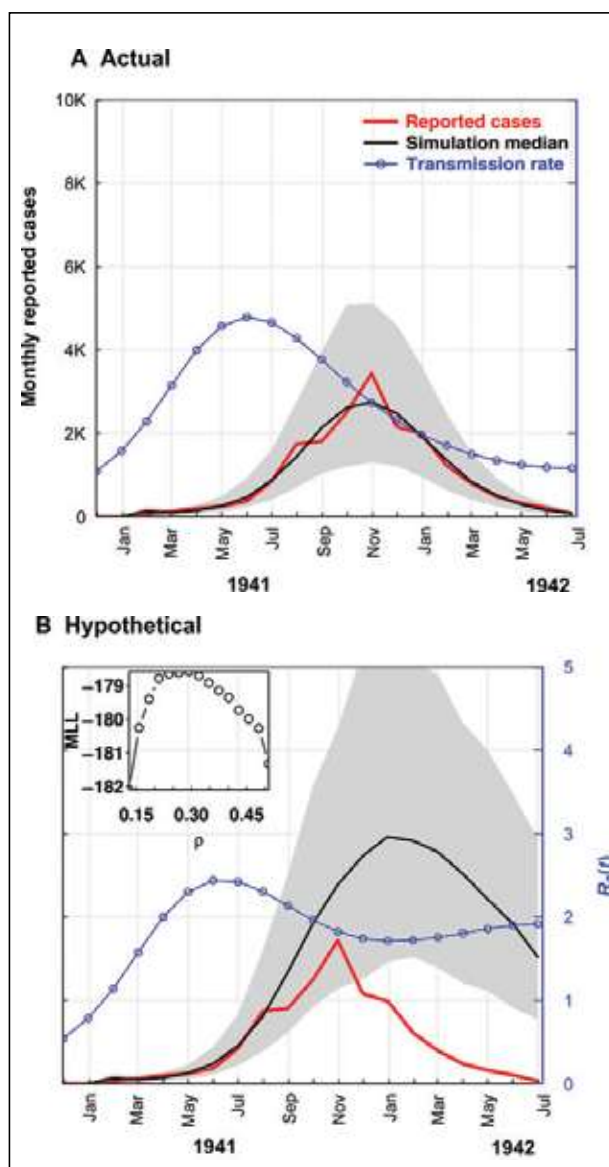 A Actual
10K
8K
6K
4K
2K
0
Monthly reported cases
Reported cases
Simulation median
Transmission rate
Jan Mar May Jul Sep Nov Jan Mar May Jul
1941 1942
B Hypothetical
MLL
−179
−180
−181
−182
0.15 0.30 0.45
ρ
5
4
3
2
1
0
R₀(t)
Jan Mar May Jul Sep Nov Jan Mar May Jul
1941 1942